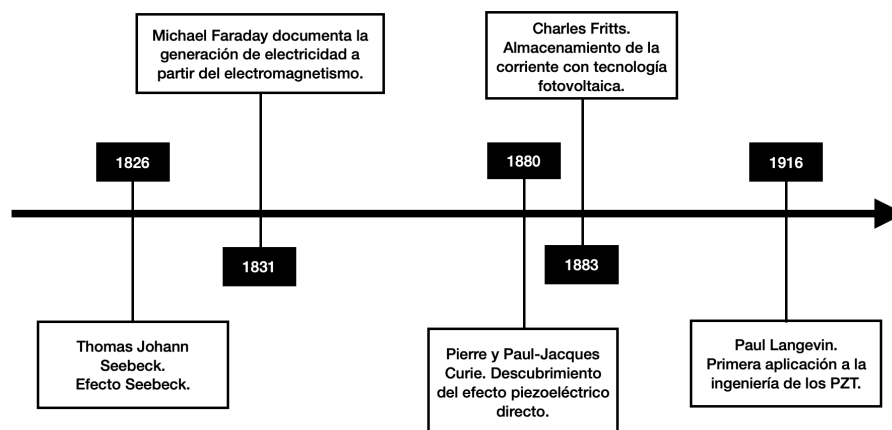 Michael Faraday documenta la
generación de electricidad a
partir del electromagnetismo.
Charles Fritts.
Almacenamiento de la
corriente con tecnología
fotovoltaica.
1826
1880
1916
1831
1883
Thomas Johann
Seebeck.
Efecto Seebeck.
Pierre y Paul-Jacques
Curie. Descubrimiento
del efecto piezoeléctrico
directo.
Paul Langevin.
Primera aplicación a la
ingeniería de los PZT.